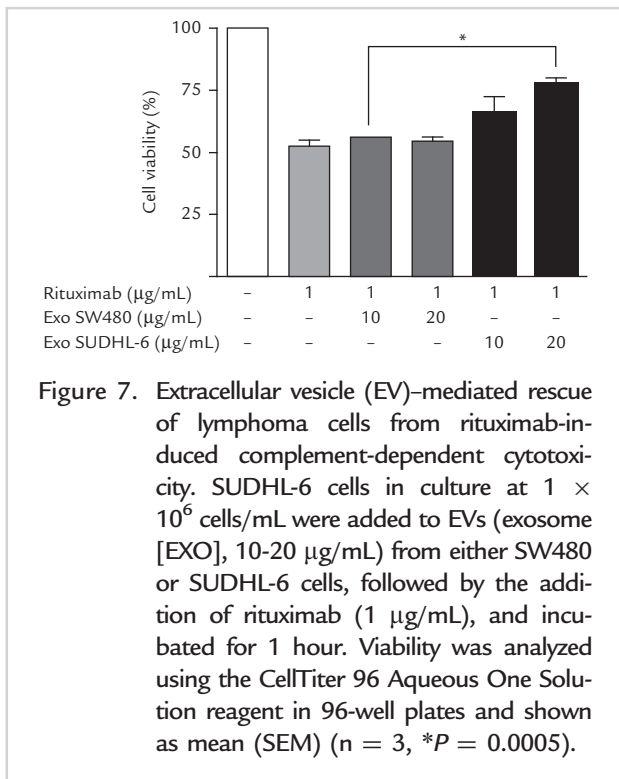 100
*
75
50
25
Cell viability (%)
Rituximab (μg/mL) – 1 1 1 1 1
Exo SW480 (μg/mL) – – 10 20 – –
Exo SUDHL-6 (μg/mL) – – – – 10 20
Figure 7. Extracellular vesicle (EV)–mediated rescue
of lymphoma cells from rituximab-in-
duced complement-dependent cytotoxi-
city. SUDHL-6 cells in culture at 1 ×
10⁶ cells/mL were added to EVs (exosome
[EXO], 10-20 μg/mL) from either SW480
or SUDHL-6 cells, followed by the addi-
tion of rituximab (1 μg/mL), and incu-
bated for 1 hour. Viability was analyzed
using the CellTiter 96 Aqueous One Solu-
tion reagent in 96-well plates and shown
as mean (SEM) (n = 3, *P = 0.0005).